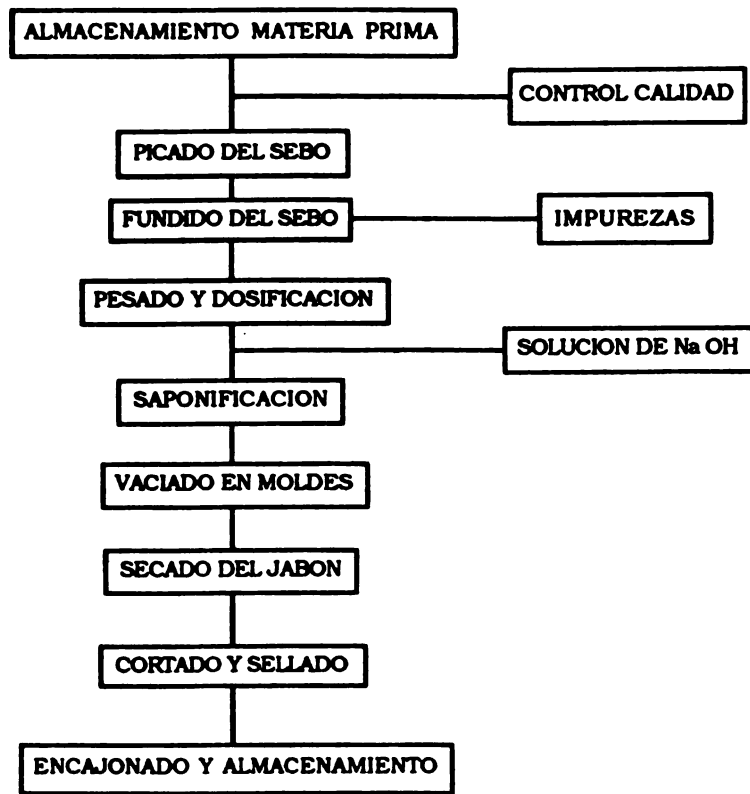 ALMACENAMIENTO MATERIA PRIMA
CONTROL CALIDAD
PICADO DEL SEBO
FUNDIDO DEL SEBO
IMPUREZAS
PESADO Y DOSIFICACION
SOLUCION DE Na OH
SAPONIFICACION
VACIADO EN MOLDES
SECADO DEL JABON
CORTADO Y SELLADO
ENCAJONADO Y ALMACENAMIENTO